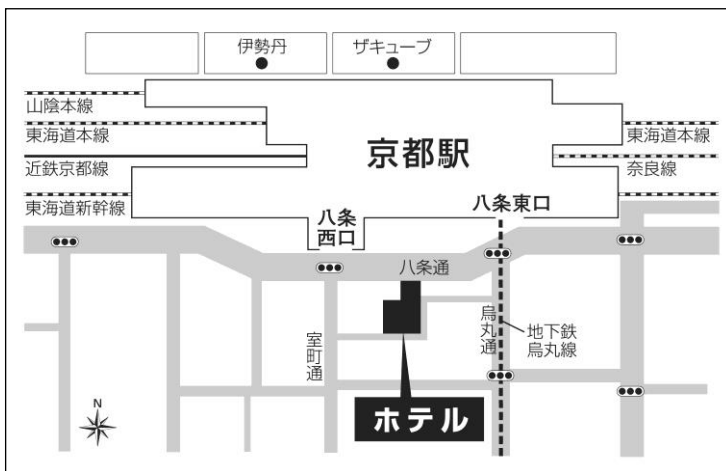 伊勢丹
ザキューブ
山陰本線
東海道本線
近鉄京都線
東海道新幹線
京都駅
東海道本線
奈良線
八条
西口
八条東口
八条通
室町通
烏丸通
地下鉄
烏丸線
ホテル
N